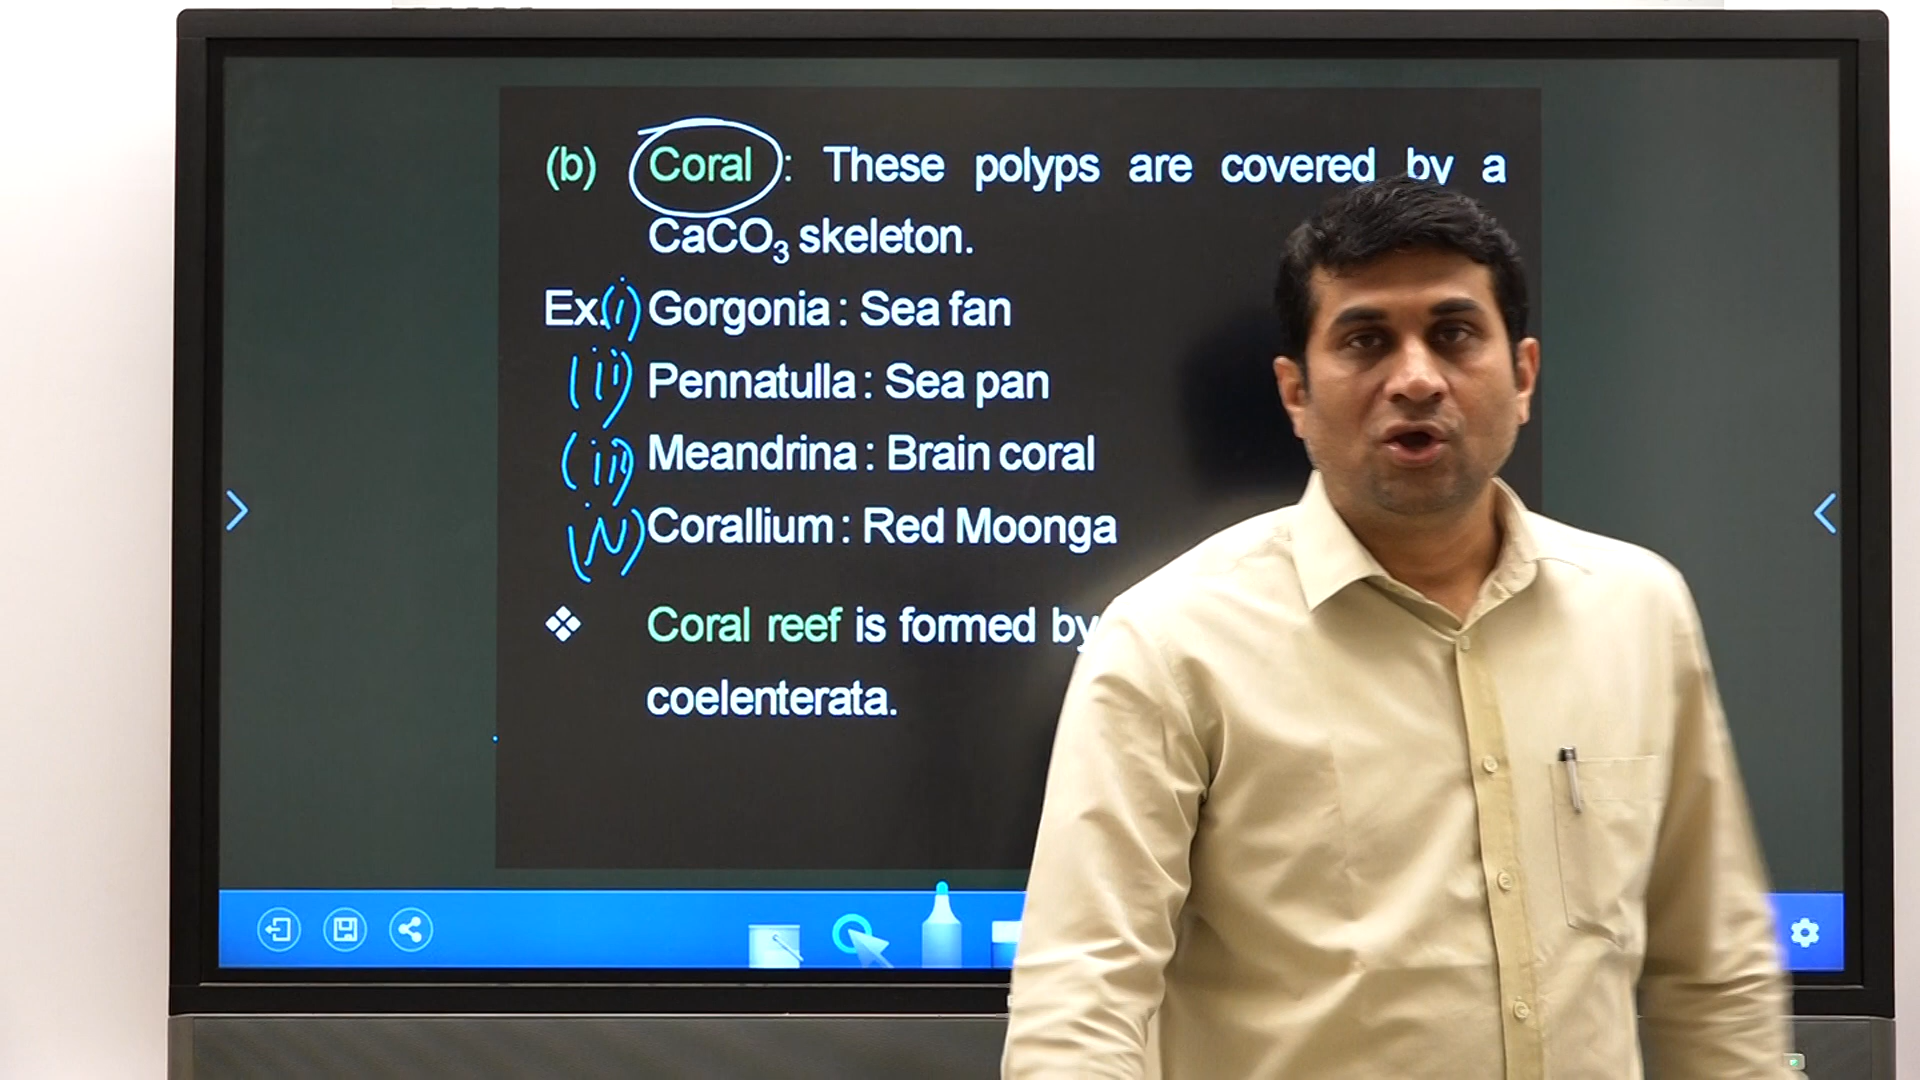 (b) Coral : These polyps are covered by a
CaCO₃ skeleton.
Ex. (i) Gorgonia : Sea fan
(ii) Pennatulla : Sea pan
(iii) Meandrina : Brain coral
(iv) Corallium : Red Moonga
❖ Coral reef is formed by
coelenterata.